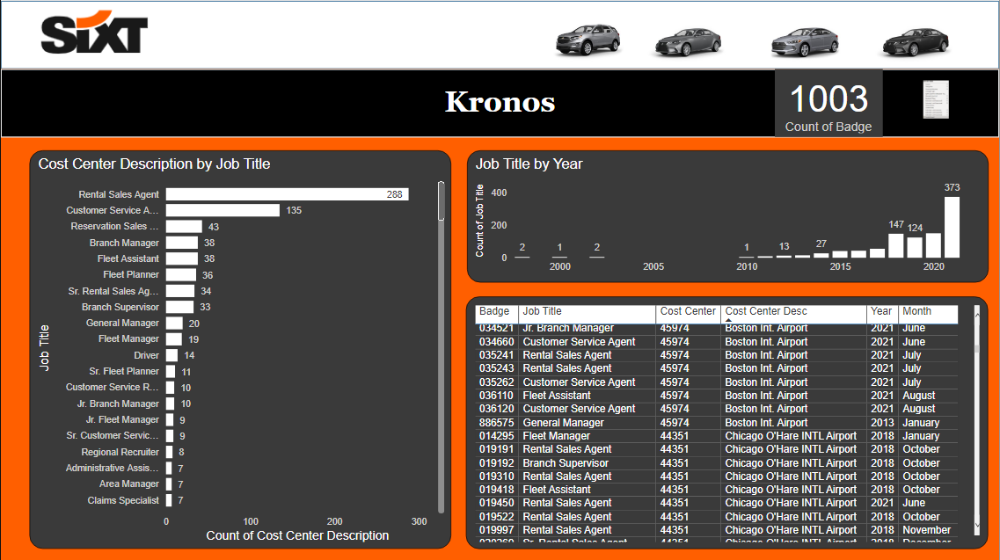 SIXT
Kronos
1003
Count of Badge
Cost Center Description by Job Title
Job Title
Rental Sales Agent 288
Customer Service A... 135
Reservation Sales ... 43
Branch Manager 38
Fleet Assistant 38
Fleet Planner 36
Sr. Rental Sales Ag... 34
Branch Supervisor 33
General Manager 20
Fleet Manager 19
Driver 14
Sr. Fleet Planner 11
Customer Service R... 10
Jr. Branch Manager 10
Jr. Fleet Manager 9
Sr. Customer Servic... 9
Regional Recruiter 8
Administrative Assis... 7
Area Manager 7
Claims Specialist 7
0 100 200 300
Count of Cost Center Description
Job Title by Year
Count of Job Title
400
200
0
2 1 2 1 13 27 147 124 373
2000 2005 2010 2015 2020
Badge Job Title Cost Center Cost Center Desc Year Month
034521 Jr. Branch Manager 45974 Boston Int. Airport 2021 June
034660 Customer Service Agent 45974 Boston Int. Airport 2021 June
035241 Rental Sales Agent 45974 Boston Int. Airport 2021 July
035243 Rental Sales Agent 45974 Boston Int. Airport 2021 July
035262 Customer Service Agent 45974 Boston Int. Airport 2021 July
036110 Fleet Assistant 45974 Boston Int. Airport 2021 August
036120 Customer Service Agent 45974 Boston Int. Airport 2021 August
886575 General Manager 45974 Boston Int. Airport 2013 January
014295 Fleet Manager 44351 Chicago O'Hare INTL Airport 2018 January
019191 Rental Sales Agent 44351 Chicago O'Hare INTL Airport 2018 October
019192 Branch Supervisor 44351 Chicago O'Hare INTL Airport 2018 October
019310 Rental Sales Agent 44351 Chicago O'Hare INTL Airport 2018 October
019418 Fleet Assistant 44351 Chicago O'Hare INTL Airport 2018 October
019450 Rental Sales Agent 44351 Chicago O'Hare INTL Airport 2021 June
019522 Rental Sales Agent 44351 Chicago O'Hare INTL Airport 2018 October
019997 Rental Sales Agent 44351 Chicago O'Hare INTL Airport 2018 November
Sr. Rental Sales Agent 44351 Chicago O'Hare INTL Airport 2018 December